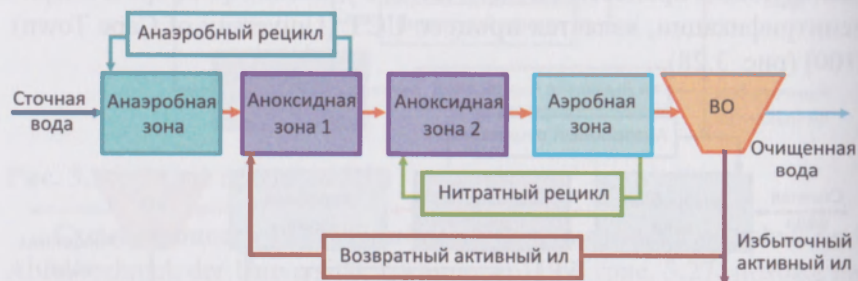 Анаэробный рецикл
Сточная
вода
Анаэробная
зона
Аноксидная
зона 1
Аноксидная
зона 2
Аэробная
зона
ВО
Очищенная
вода
Нитратный рецикл
Возвратный активный ил
Избыточный
активный ил